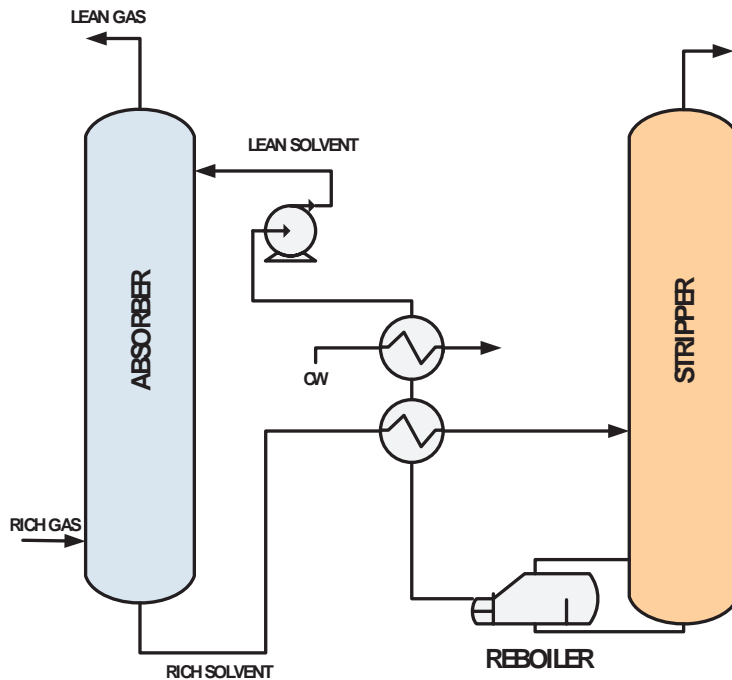 LEAN GAS
LEAN SOLVENT
ABSORBER
STRIPPER
CW
RICH GAS
RICH SOLVENT
REBOILER